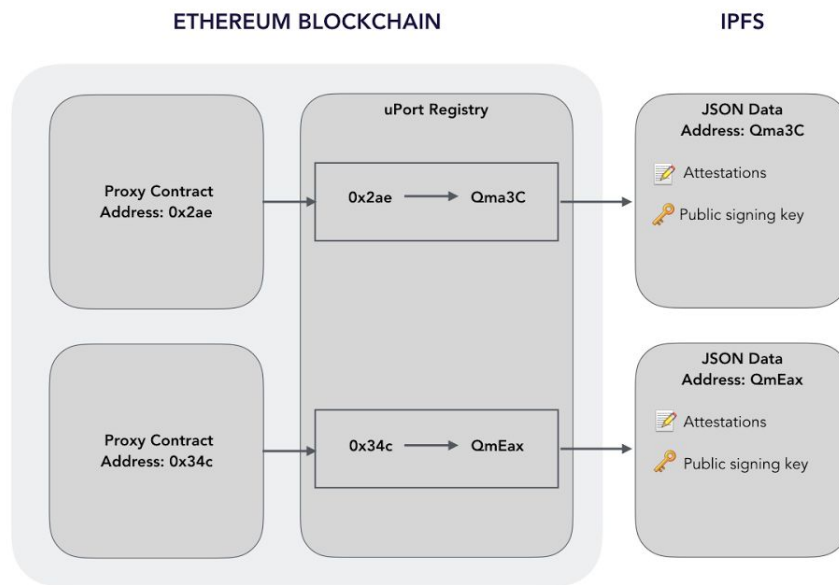 ETHEREUM BLOCKCHAIN
IPFS
Proxy Contract
Address: 0x2ae
uPort Registry
0x2ae
Qma3C
JSON Data
Address: Qma3C
Attestations
Public signing key
Proxy Contract
Address: 0x34c
0x34c
QmEax
JSON Data
Address: QmEax
Attestations
Public signing key